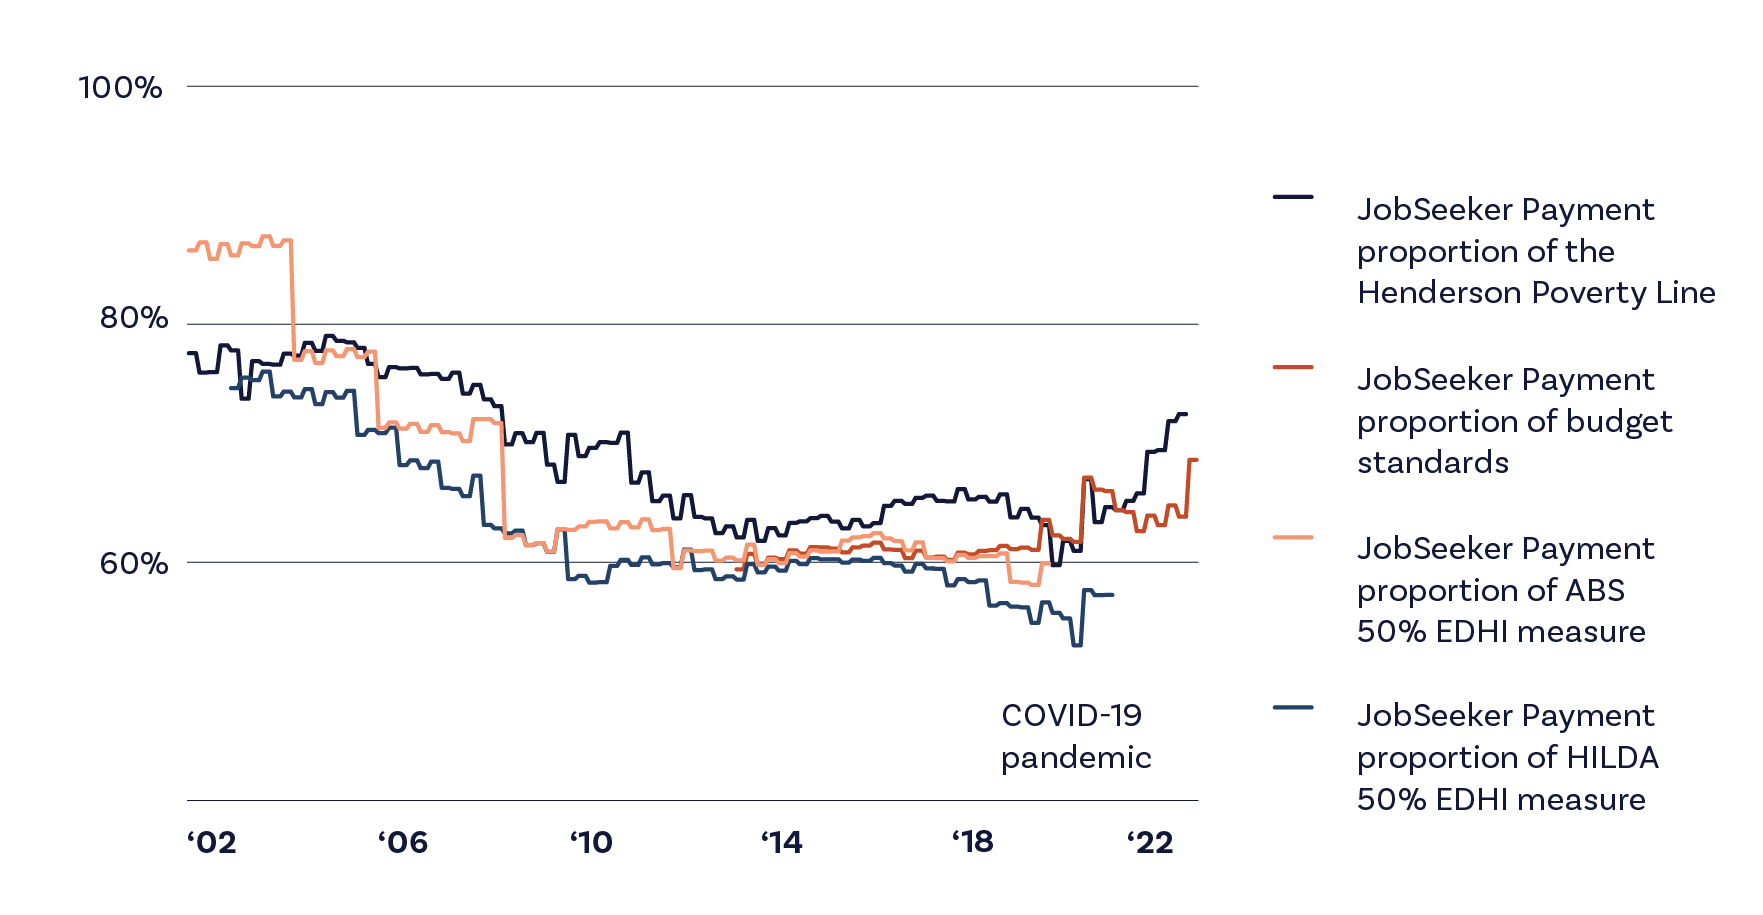 100%
80%
60%
COVID-19
pandemic
‘02
‘06
‘10
‘14
‘18
‘22
JobSeeker Payment
proportion of the
Henderson Poverty Line
JobSeeker Payment
proportion of budget
standards
JobSeeker Payment
proportion of ABS
50% EDHI measure
JobSeeker Payment
proportion of HILDA
50% EDHI measure